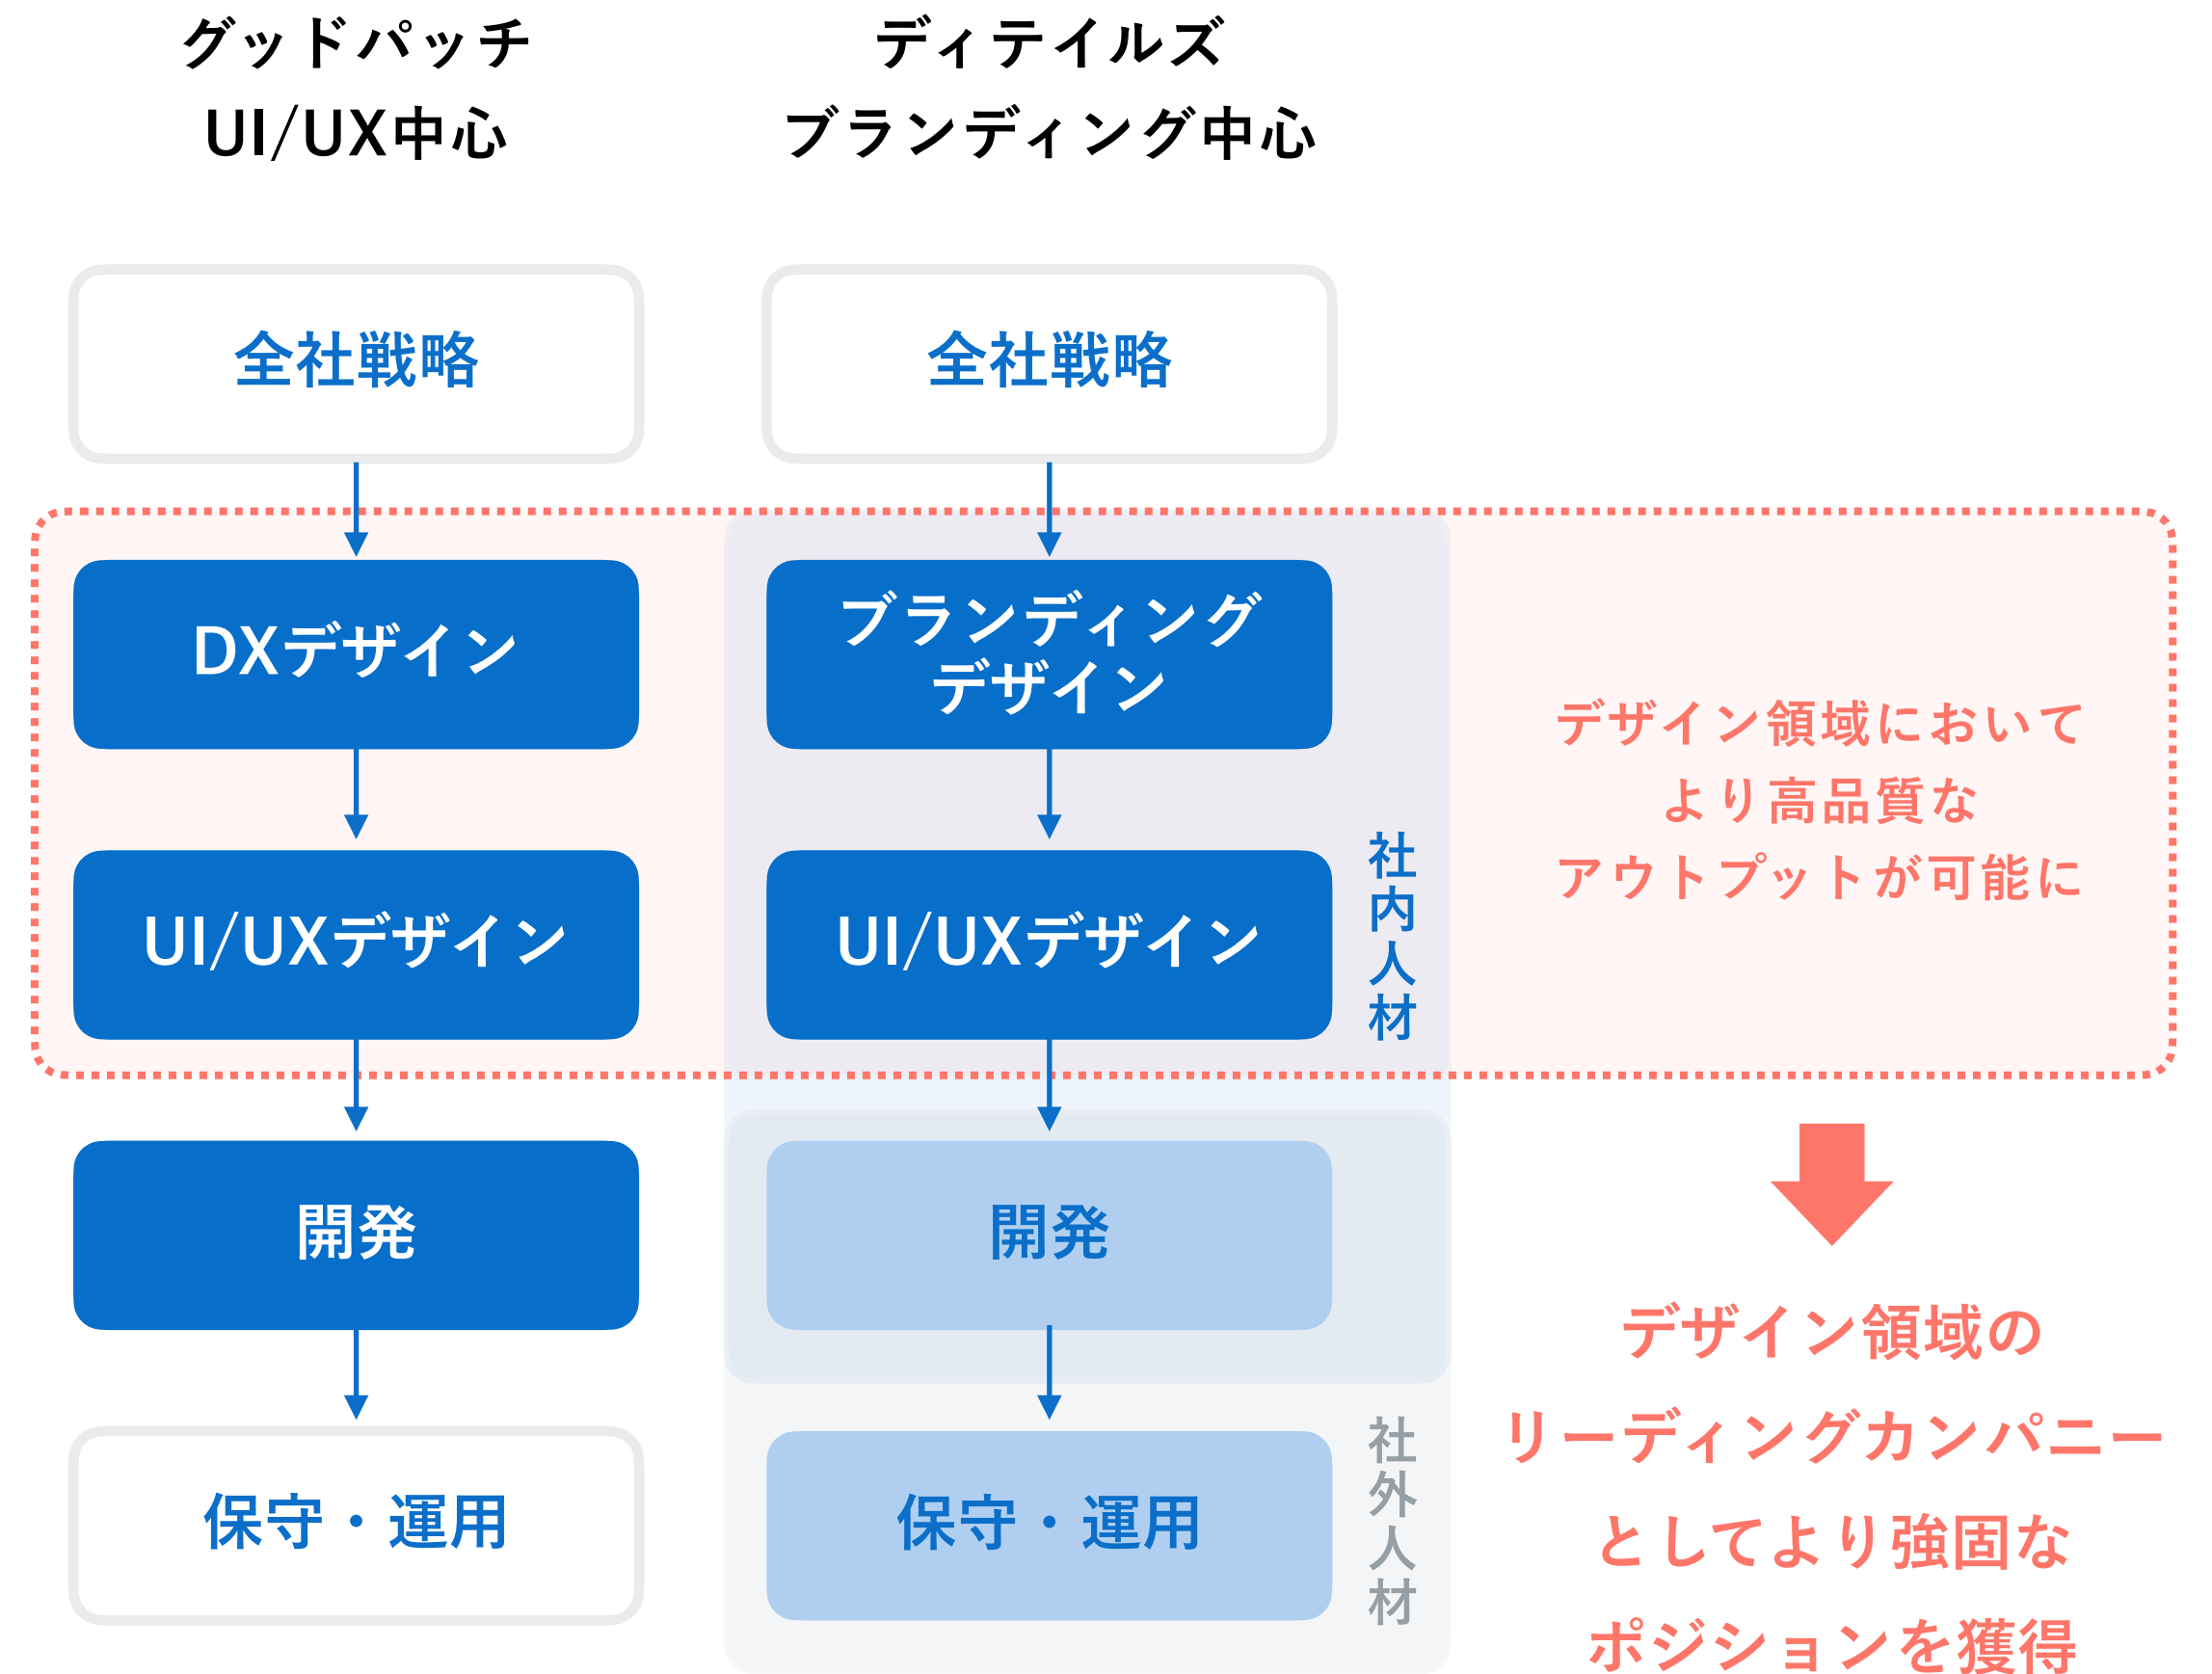 グッドパッチ
UI/UX中心
ディテイルズ
ブランディング中心
全社戦略
全社戦略
DXデザイン
ブランディング
デザイン
UI/UXデザイン
UI/UXデザイン
社内人材
デザイン領域において
より高品質な
アウトプットが可能に
開発
開発
保守・運用
保守・運用
社外人材
デザイン領域の
リーディングカンパニー
としてより強固な
ポジションを獲得